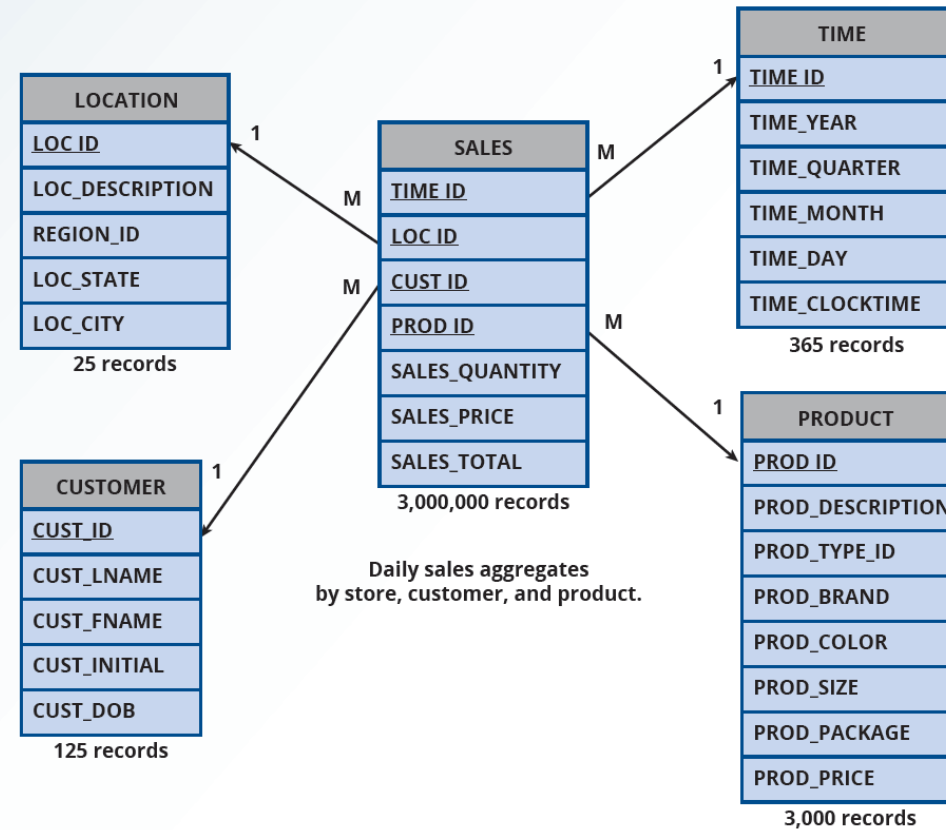 LOCATION
LOC ID
LOC_DESCRIPTION
REGION_ID
LOC_STATE
LOC_CITY
25 records
1
M
SALES
TIME ID
LOC ID
CUST ID
PROD ID
SALES_QUANTITY
SALES_PRICE
SALES_TOTAL
3,000,000 records
M
1
TIME
TIME ID
TIME_YEAR
TIME_QUARTER
TIME_MONTH
TIME_DAY
TIME_CLOCKTIME
365 records
M
1
CUSTOMER
CUST_ID
CUST_LNAME
CUST_FNAME
CUST_INITIAL
CUST_DOB
125 records
Daily sales aggregates
by store, customer, and product.
M
1
PRODUCT
PROD ID
PROD_DESCRIPTION
PROD_TYPE_ID
PROD_BRAND
PROD_COLOR
PROD_SIZE
PROD_PACKAGE
PROD_PRICE
3,000 records